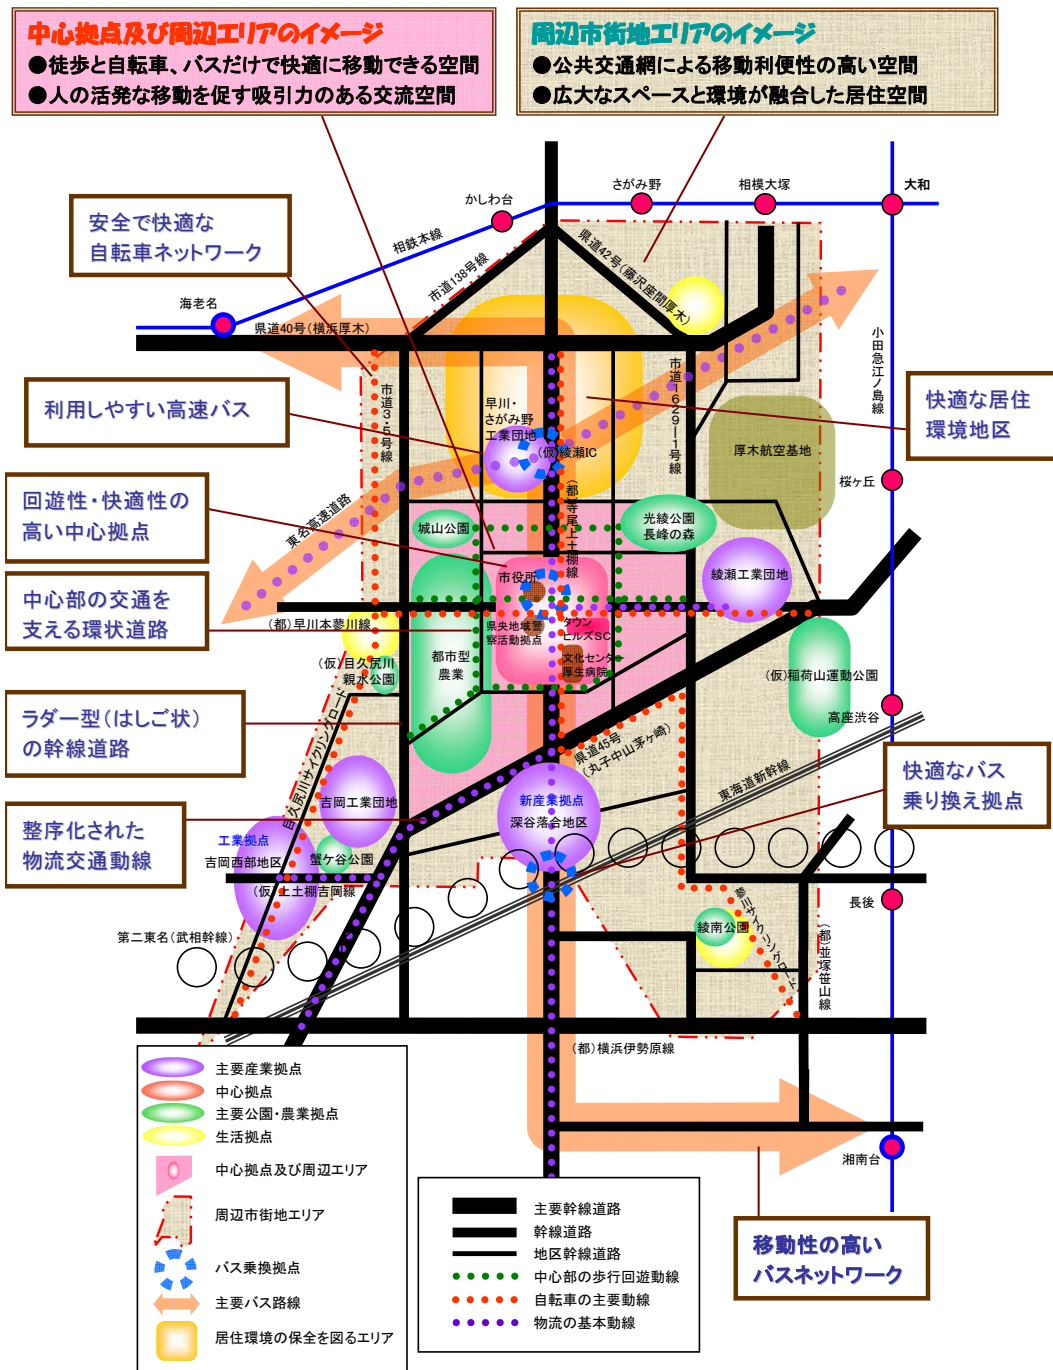 中心拠点及び周辺エリアのイメージ
●徒歩と自転車、バスだけで快適に移動できる空間
●人の活発な移動を促す吸引力のある交流空間
周辺市街地エリアのイメージ
●公共交通網による移動利便性の高い空間
●広大なスペースと環境が融合した居住空間
かしわ台
さがみ野
相模大塚
大和
安全で快適な
自転車ネットワーク
相鉄本線
市道138号線
県道42号(藤沢座間厚木)
海老名
県道40号(横浜厚木)
小田急江ノ島線
市道3・5号線
市道1629ー1号線
利用しやすい高速バス
早川・
さがみ野
工業団地
(仮)綾瀬IC
快適な居住
環境地区
厚木航空基地
桜ヶ丘
回遊性・快適性の
高い中心拠点
東名高速道路
城山公園
(都)寺尾上土棚線
光綾公園
長峰の森
綾瀬工業団地
市役所
中心部の交通を
支える環状道路
(都)早川本蓼川線
県央地域警
察活動拠点
タウン
ヒルズSC
文化センター
厚生病院
都市型
農業
(仮)目久尻川
親水公園
(仮)稲荷山運動公園
高座渋谷
ラダー型(はしご状)
の幹線道路
目久尻川サイクリングロード
県道45号
(丸子中山茅ヶ崎)
東海道新幹線
快適なバス
乗り換え拠点
整序化された
物流交通動線
吉岡工業団地
新産業拠点
深谷落合地区
工業拠点
吉岡西部地区
蟹ケ谷公園
(仮)上土棚吉岡線
第二東名(武相幹線)
綾南公園
蓼川サイクリングロード
(都)並塚笹山線
長後
(都)横浜伊勢原線
湘南台
移動性の高い
バスネットワーク
主要産業拠点
中心拠点
主要公園・農業拠点
生活拠点
中心拠点及び周辺エリア
周辺市街地エリア
バス乗換拠点
主要バス路線
居住環境の保全を図るエリア
主要幹線道路
幹線道路
地区幹線道路
中心部の歩行回遊動線
自転車の主要動線
物流の基本動線